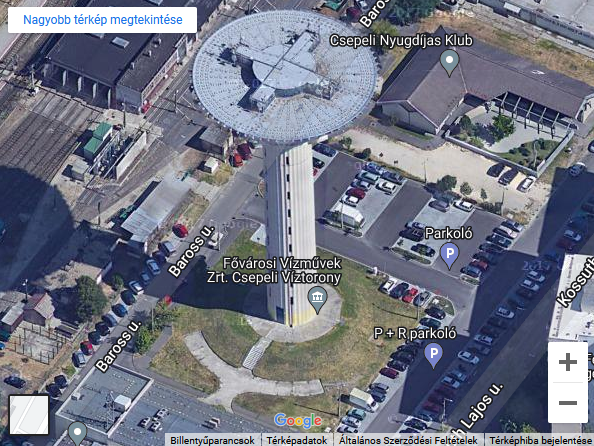 Nagyobb térkép megtekintése
Baross
Csepeli Nyugdíjas Klub
Baross u.
Parkoló
P
Fővárosi Vízművek
Zrt. Csepeli Víztorony
Kossuth
Baross u.
P + R parkoló
P
h Lajos u.
Google
Billentyűparancsok
Térképadatok
Általános Szerződési Feltételek
Térképhiba bejelentése